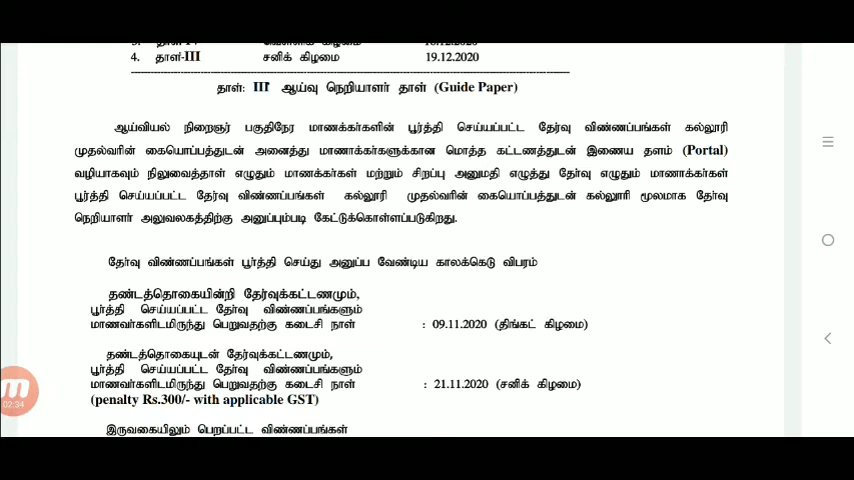 4. தாள்-III சனிக் கிழமை 19.12.2020
தாள்: III ஆய்வு நெறியாளர் தாள் (Guide Paper)
ஆய்வியல் நிறைஞர் பகுதிநேர மாணக்கர்களின் பூர்த்தி செய்யப்பட்ட தேர்வு விண்ணப்பங்கள் கல்லூரி
முதல்வரின் கையொப்பத்துடன் அனைத்து மாணாக்கர்களுக்கான மொத்த கட்டணத்துடன் இணைய தளம் (Portal)
வழியாகவும் நிலுவைத்தாள் எழுதும் மாணக்கர்கள் மற்றும் சிறப்பு அனுமதி எழுத்து தேர்வு எழுதும் மாணாக்கர்கள்
பூர்த்தி செய்யப்பட்ட தேர்வு விண்ணப்பங்கள் கல்லூரி முதல்வரின் கையொப்பத்துடன் கல்லூரி மூலமாக தேர்வு
நெறியாளர் அலுவலகத்திற்கு அனுப்பும்படி கேட்டுக்கொள்ளப்படுகிறது.
தேர்வு விண்ணப்பங்கள் பூர்த்தி செய்து அனுப்ப வேண்டிய காலக்கெடு விபரம்
தண்டத்தொகையின்றி தேர்வுக்கட்டணமும்,
பூர்த்தி செய்யப்பட்ட தேர்வு விண்ணப்பங்களும்
மாணவர்களிடமிருந்து பெறுவதற்கு கடைசி நாள் : 09.11.2020 (திங்கட் கிழமை)
தண்டத்தொகையுடன் தேர்வுக்கட்டணமும்,
பூர்த்தி செய்யப்பட்ட தேர்வு விண்ணப்பங்களும்
மாணவர்களிடமிருந்து பெறுவதற்கு கடைசி நாள் : 21.11.2020 (சனிக் கிழமை)
(penalty Rs.300/- with applicable GST)
02:34
இருவகையிலும் பெறப்பட்ட விண்ணப்பங்கள்